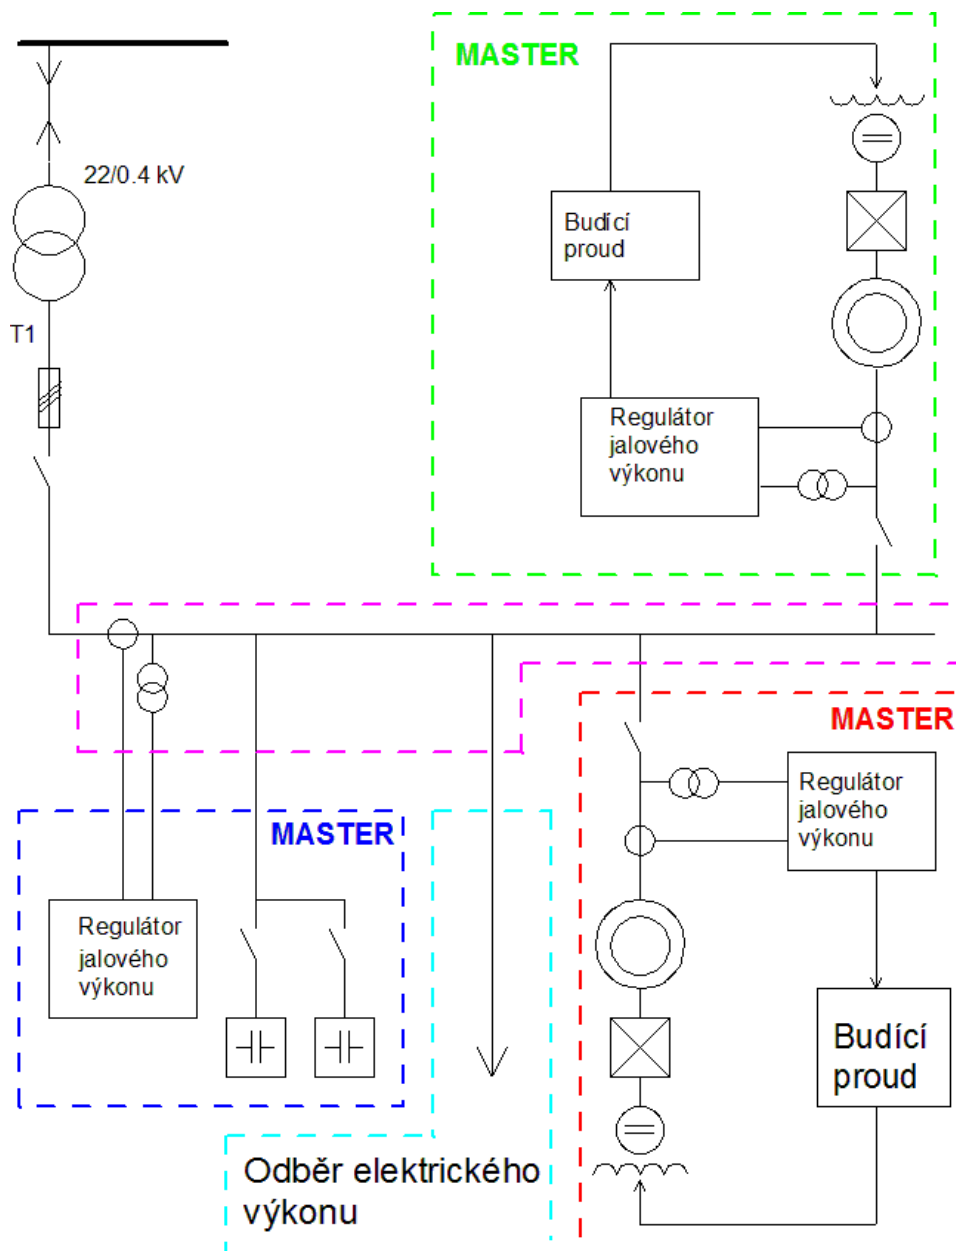 MASTER
22/0.4 kV
Budící
proud
T1
Regulátor
jalového
výkonu
MASTER
Regulátor
jalového
výkonu
MASTER
Regulátor
jalového
výkonu
Budící
proud
Odběr elektrického
výkonu